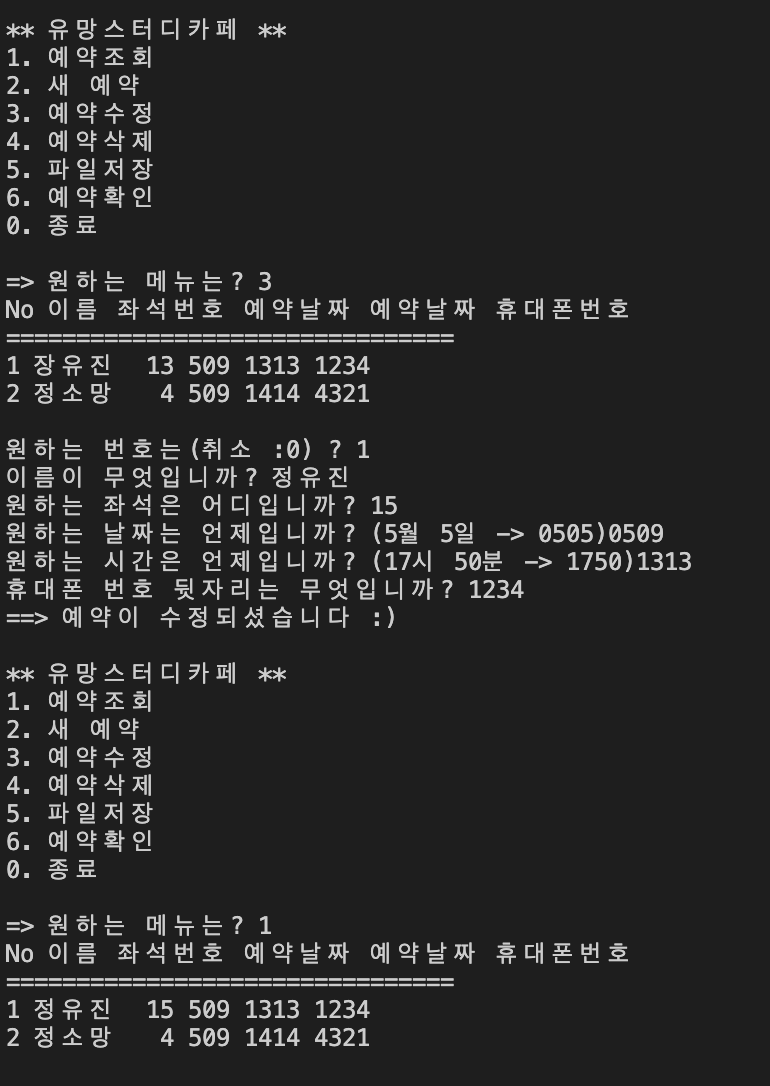 ** 유망스터디카페 **
1. 예약조회
2. 새 예약
3. 예약수정
4. 예약삭제
5. 파일저장
6. 예약확인
0. 종료
=> 원하는 메뉴는? 3
No 이름 좌석번호 예약날짜 예약날짜 휴대폰번호
================================
1 장유진 13 509 1313 1234
2 정소망 4 509 1414 4321
원하는 번호는(취소 :0) ? 1
이름이 무엇입니까? 정유진
원하는 좌석은 어디입니까? 15
원하는 날짜는 언제입니까? (5월 5일 -> 0505)0509
원하는 시간은 언제입니까? (17시 50분 -> 1750)1313
휴대폰 번호 뒷자리는 무엇입니까? 1234
==> 예약이 수정되셨습니다 :)
** 유망스터디카페 **
1. 예약조회
2. 새 예약
3. 예약수정
4. 예약삭제
5. 파일저장
6. 예약확인
0. 종료
=> 원하는 메뉴는? 1
No 이름 좌석번호 예약날짜 예약날짜 휴대폰번호
================================
1 정유진 15 509 1313 1234
2 정소망 4 509 1414 4321